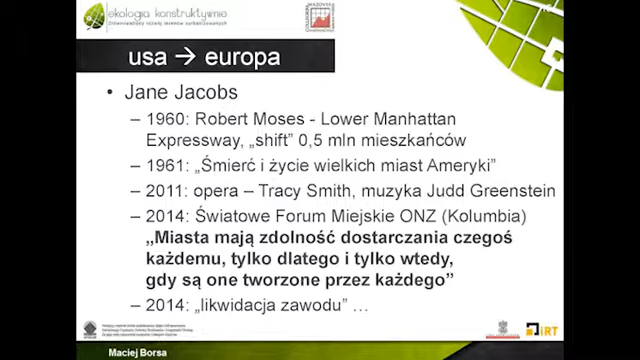 ekologia konstruktywnie
usa → europa
• Jane Jacobs
– 1960: Robert Moses - Lower Manhattan
Expressway, „shift” 0,5 mln mieszkańców
– 1961: „Śmierć i życie wielkich miast Ameryki”
– 2011: opera – Tracy Smith, muzyka Judd Greenstein
– 2014: Światowe Forum Miejskie ONZ (Kolumbia)
„Miasta mają zdolność dostarczania czegoś
każdemu, tylko dlatego i tylko wtedy,
gdy są one tworzone przez każdego”
– 2014: „likwidacja zawodu” ...
iRT
Maciej Borsa